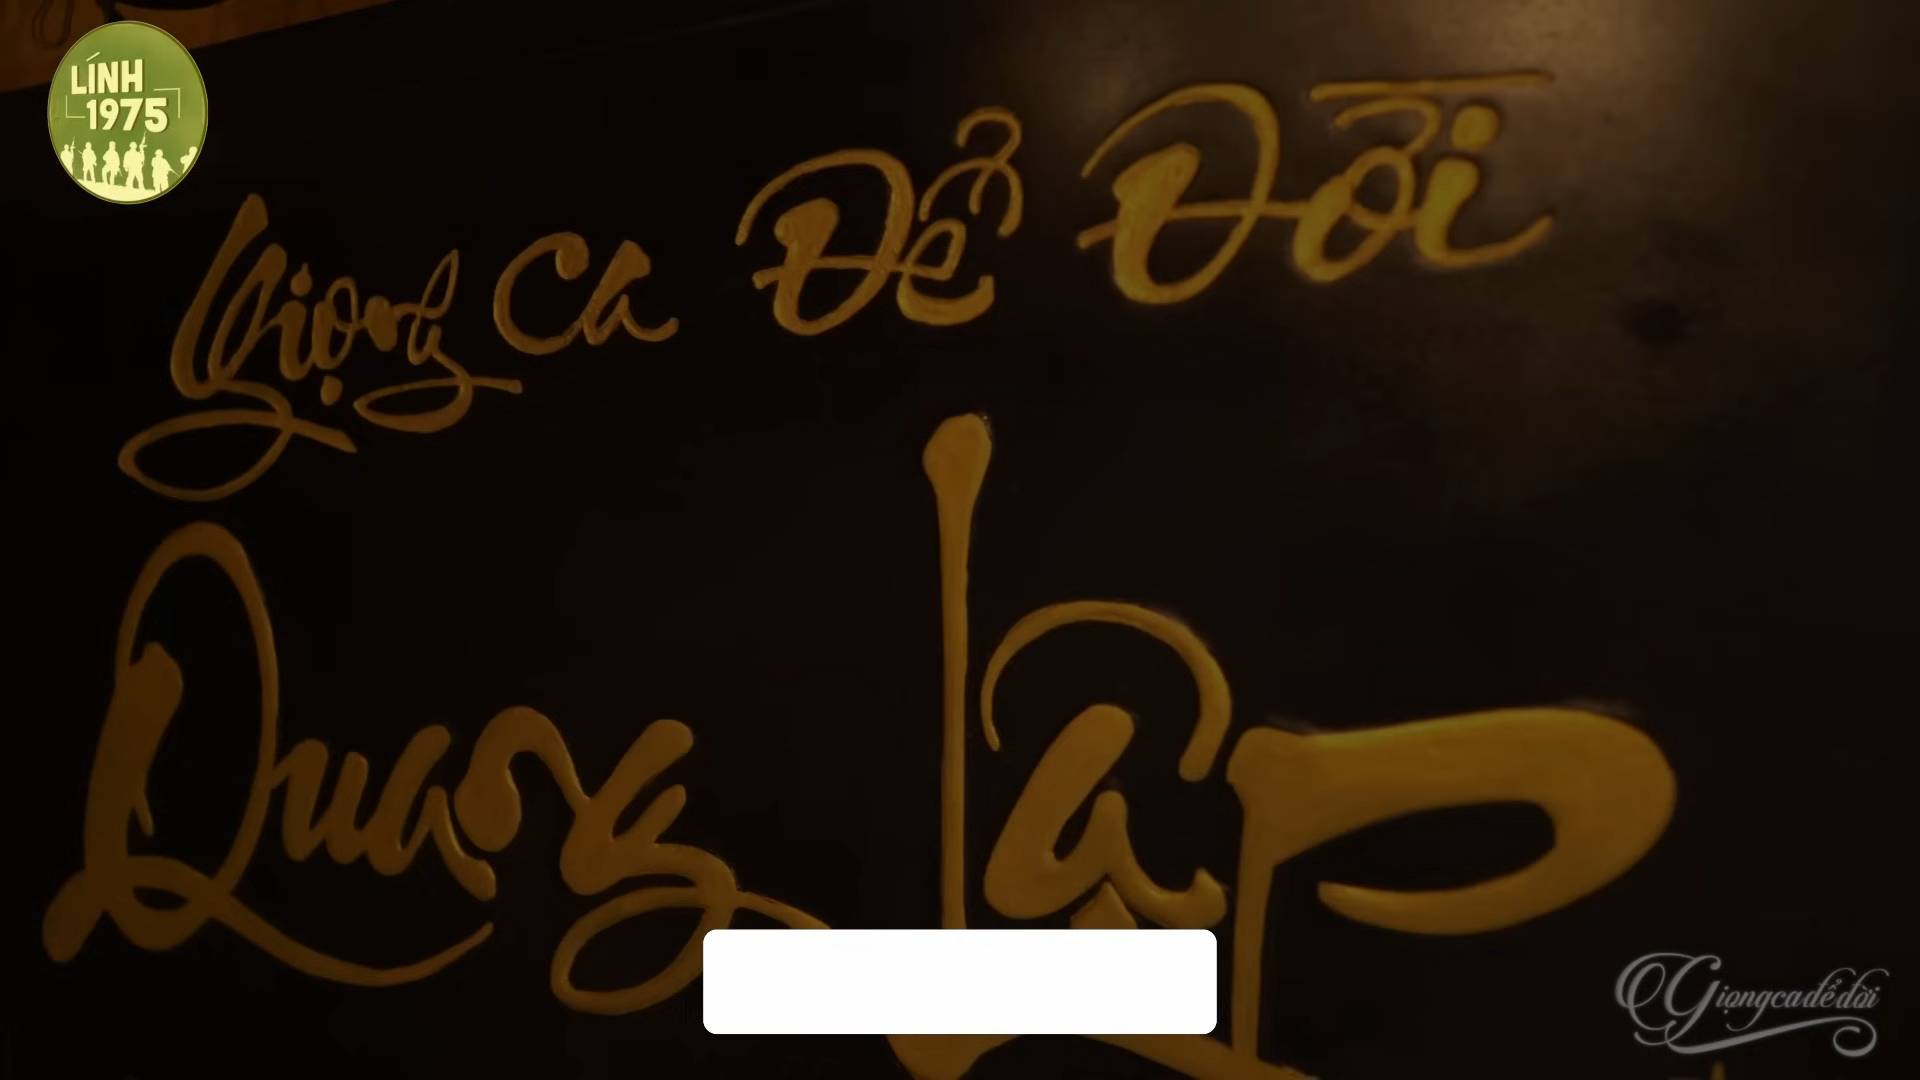 LÍNH
1975
Giọng Ca Để Đời
Quang Lập
Giọngcađểđời